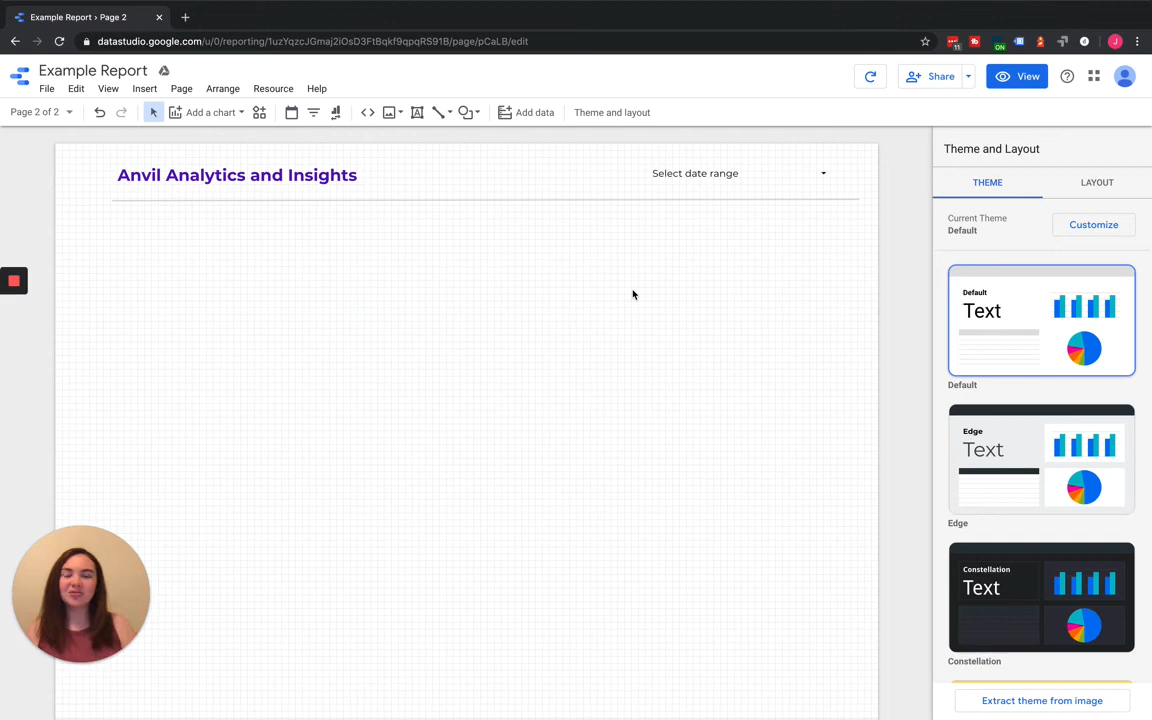 Example Report › Page 2
datastudio.google.com/u/0/reporting/1uzYqzcJGmaj2iOsD3FtBqkf9qpqRS91B/page/pCaLB/edit
11
ON
J
Example Report
File Edit View Insert Page Arrange Resource Help
Share
View
Page 2 of 2
Add a chart
Add data
Theme and layout
Anvil Analytics and Insights
Select date range
Theme and Layout
THEME
LAYOUT
Current Theme
Default
Customize
Default
Text
Default
Edge
Text
Edge
Constellation
Text
Constellation
Extract theme from image